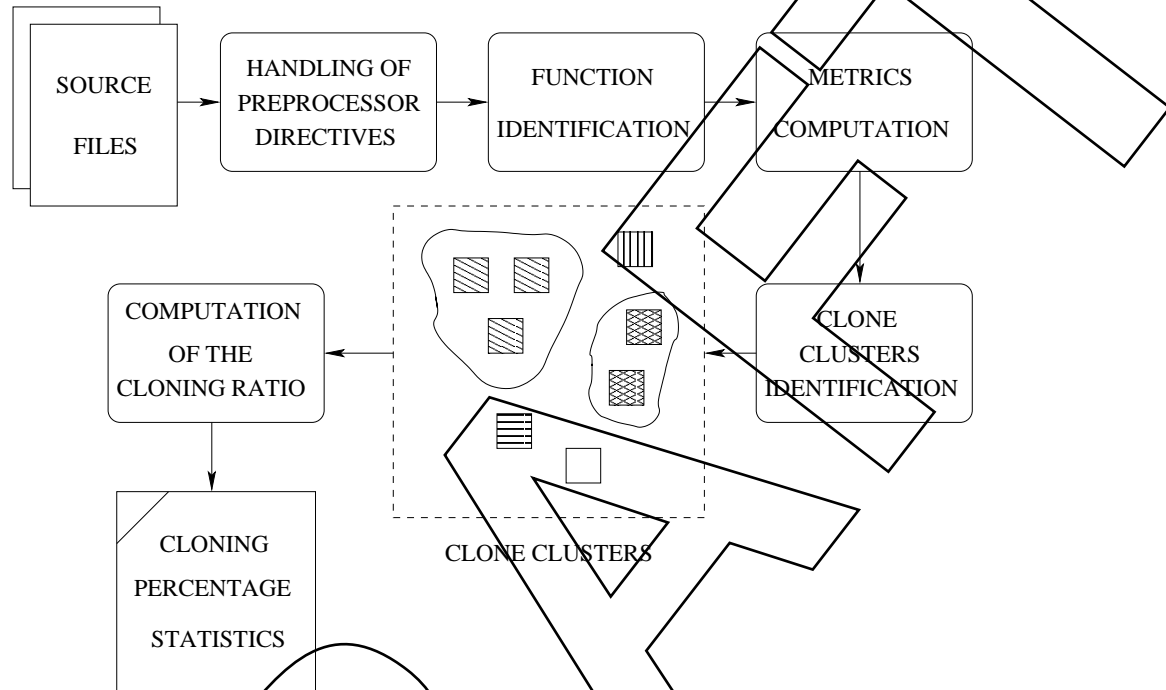 SOURCE
FILES
HANDLING OF
PREPROCESSOR
DIRECTIVES
FUNCTION
IDENTIFICATION
METRICS
COMPUTATION
COMPUTATION
OF THE
CLONING RATIO
CLONE
CLUSTERS
IDENTIFICATION
CLONE CLUSTERS
CLONING
PERCENTAGE
STATISTICS